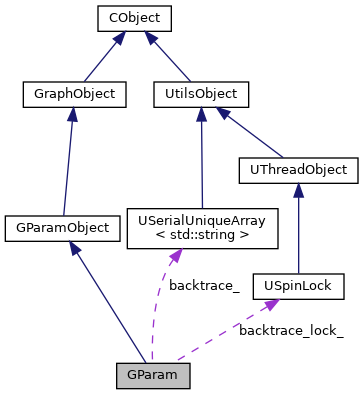 CObject
GraphObject
UtilsObject
UThreadObject
GParamObject
USerialUniqueArray
< std::string >
USpinLock
backtrace_
backtrace_lock_
GParam